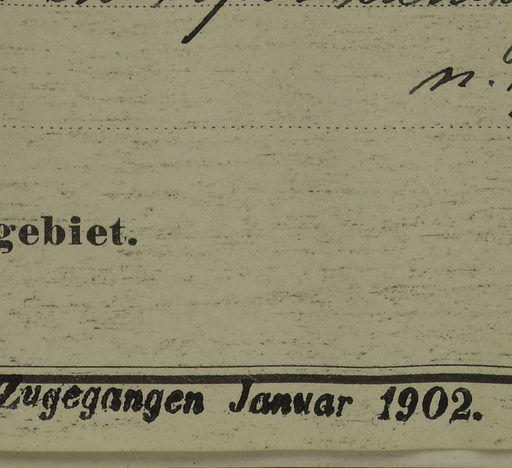 n.
gebiet.
Zugegangen Januar 1902.